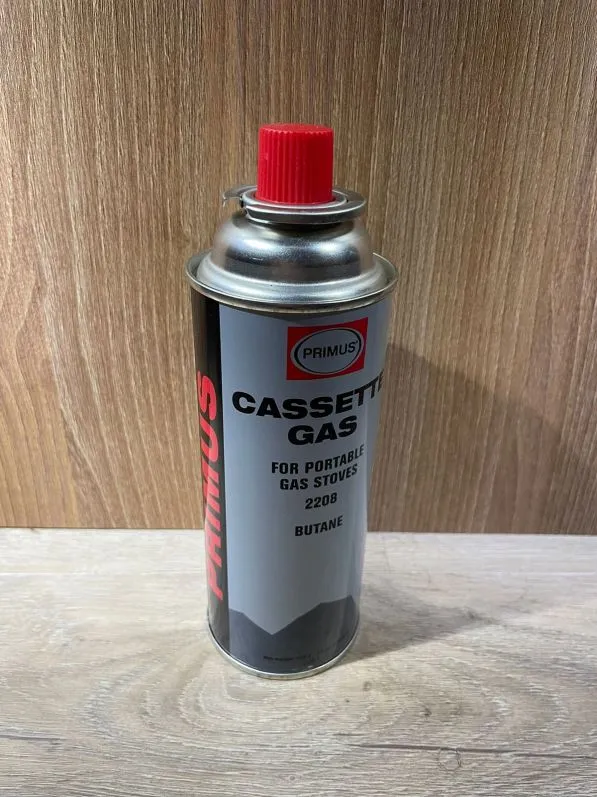 PRIMUS
CASSETTE
GAS
FOR PORTABLE
GAS STOVES
2208
BUTANE
PRIMUS